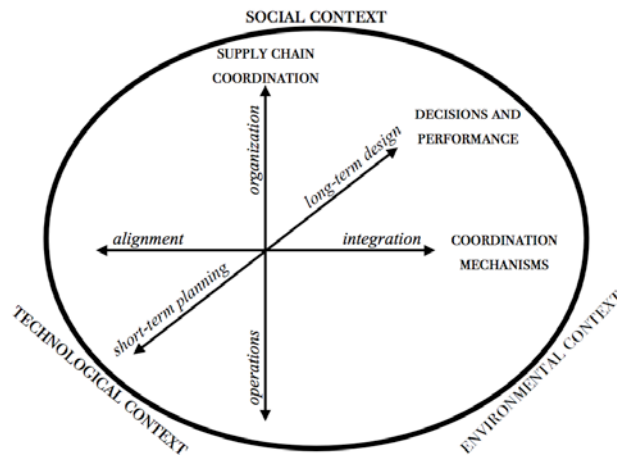 SOCIAL CONTEXT
SUPPLY CHAIN
COORDINATION
DECISIONS AND
PERFORMANCE
organization
long-term design
alignment
integration
COORDINATION
MECHANISMS
short-term planning
operations
TECHNOLOGICAL CONTEXT
ENVIRONMENTAL CONTEXT